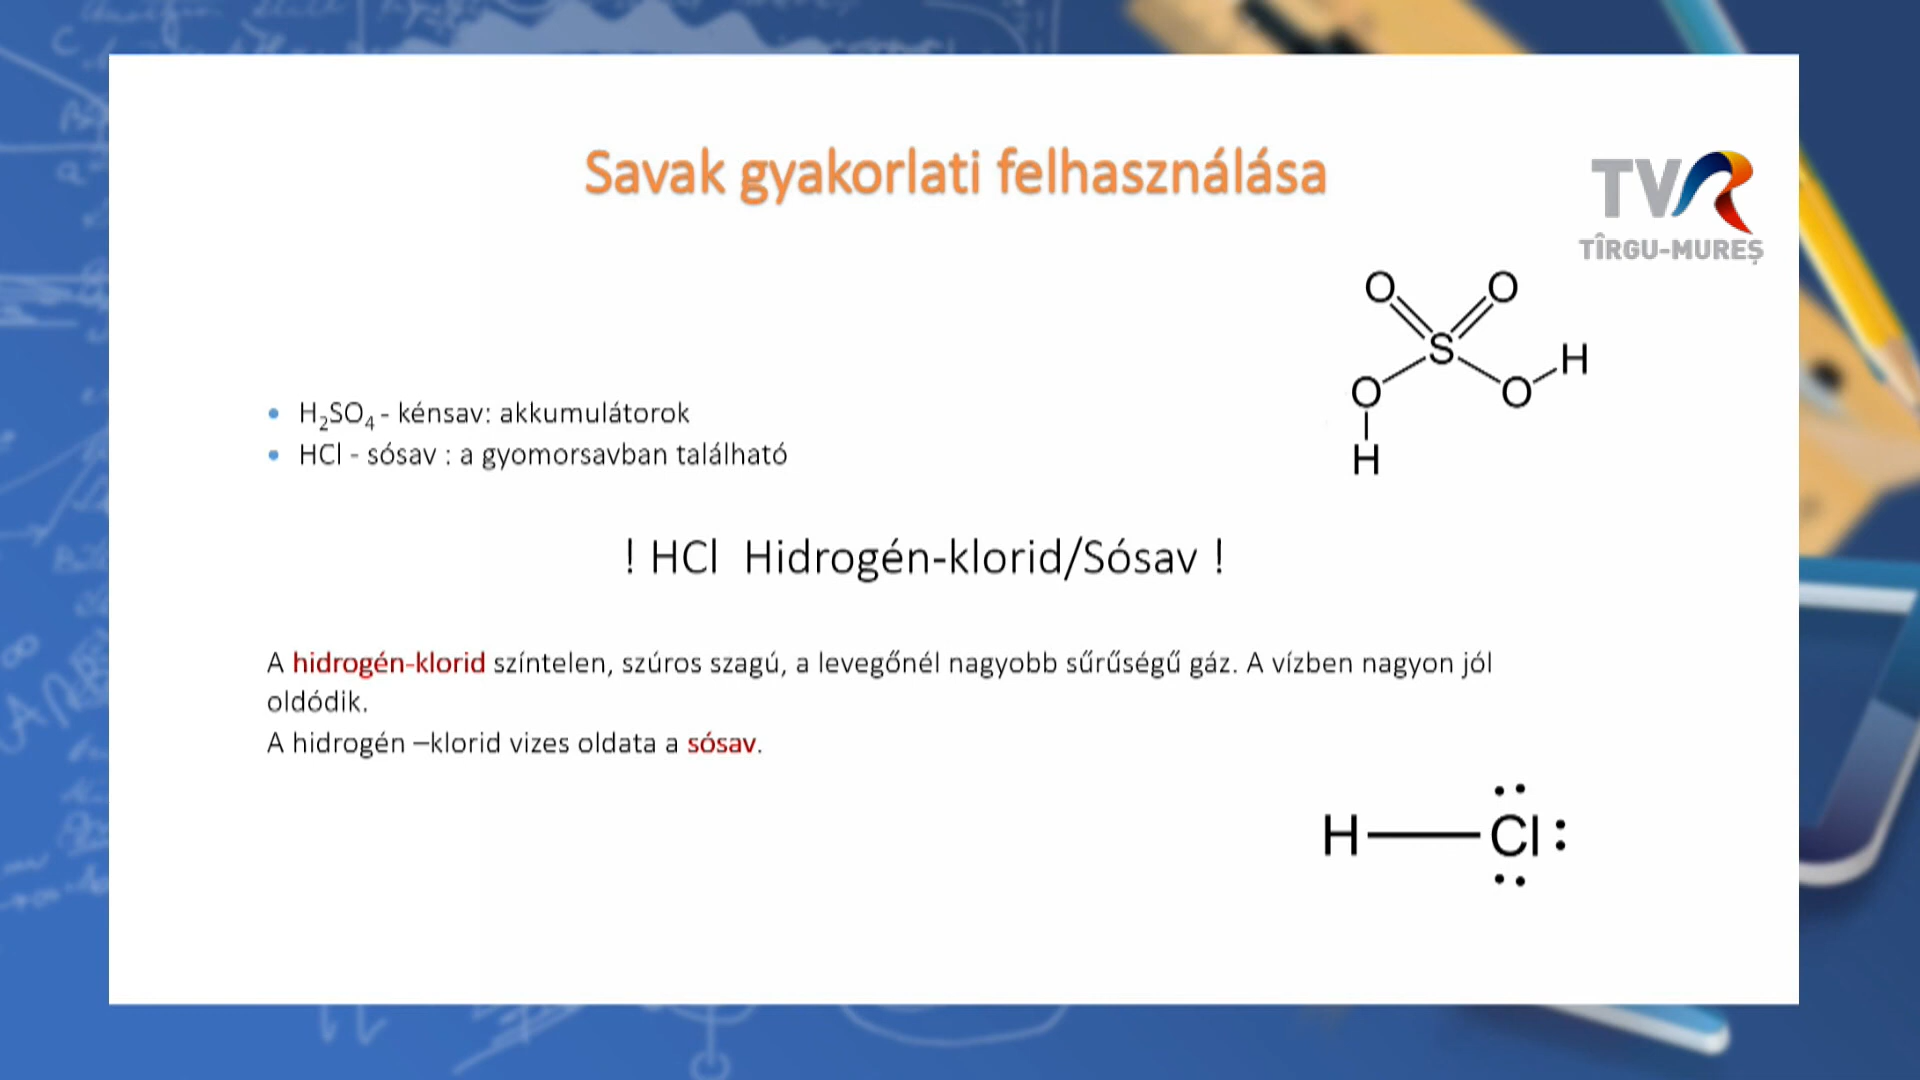 Savak gyakorlati felhasználása
TVR
TÎRGU-MUREȘ
O O
S
O O H
H
• H₂SO₄ - kénsav: akkumulátorok
• HCl - sósav : a gyomorsavban található
! HCl Hidrogén-klorid/Sósav !
A hidrogén-klorid színtelen, szúros szagú, a levegőnél nagyobb sűrűségű gáz. A vízben nagyon jól
oldódik.
A hidrogén –klorid vizes oldata a sósav.
H Cl